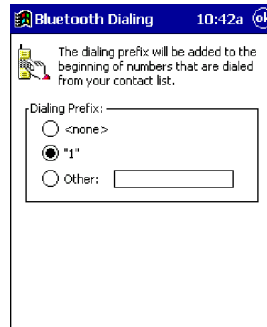 Bluetooth Dialing 10:42a ok
The dialing prefix will be added to the
beginning of numbers that are dialed
from your contact list.
Dialing Prefix:
<none>
"1"
Other: